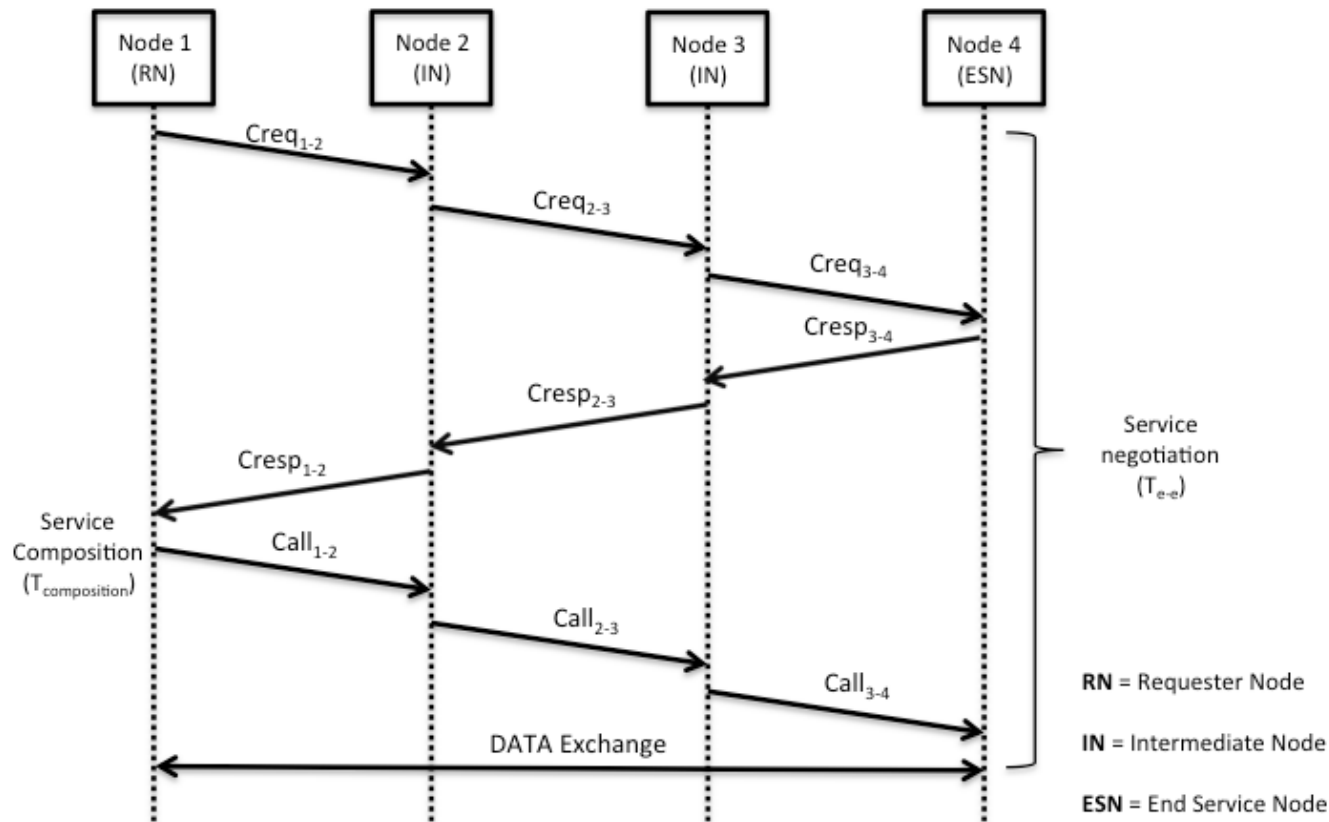 Node 1
(RN)
Node 2
(IN)
Node 3
(IN)
Node 4
(ESN)
Creq1-2
Creq2-3
Creq3-4
Cresp3-4
Cresp2-3
Cresp1-2
Service
Composition
(Tcomposition)
Call1-2
Call2-3
Call3-4
DATA Exchange
Service
negotiation
(Te-e)
RN = Requester Node
IN = Intermediate Node
ESN = End Service Node